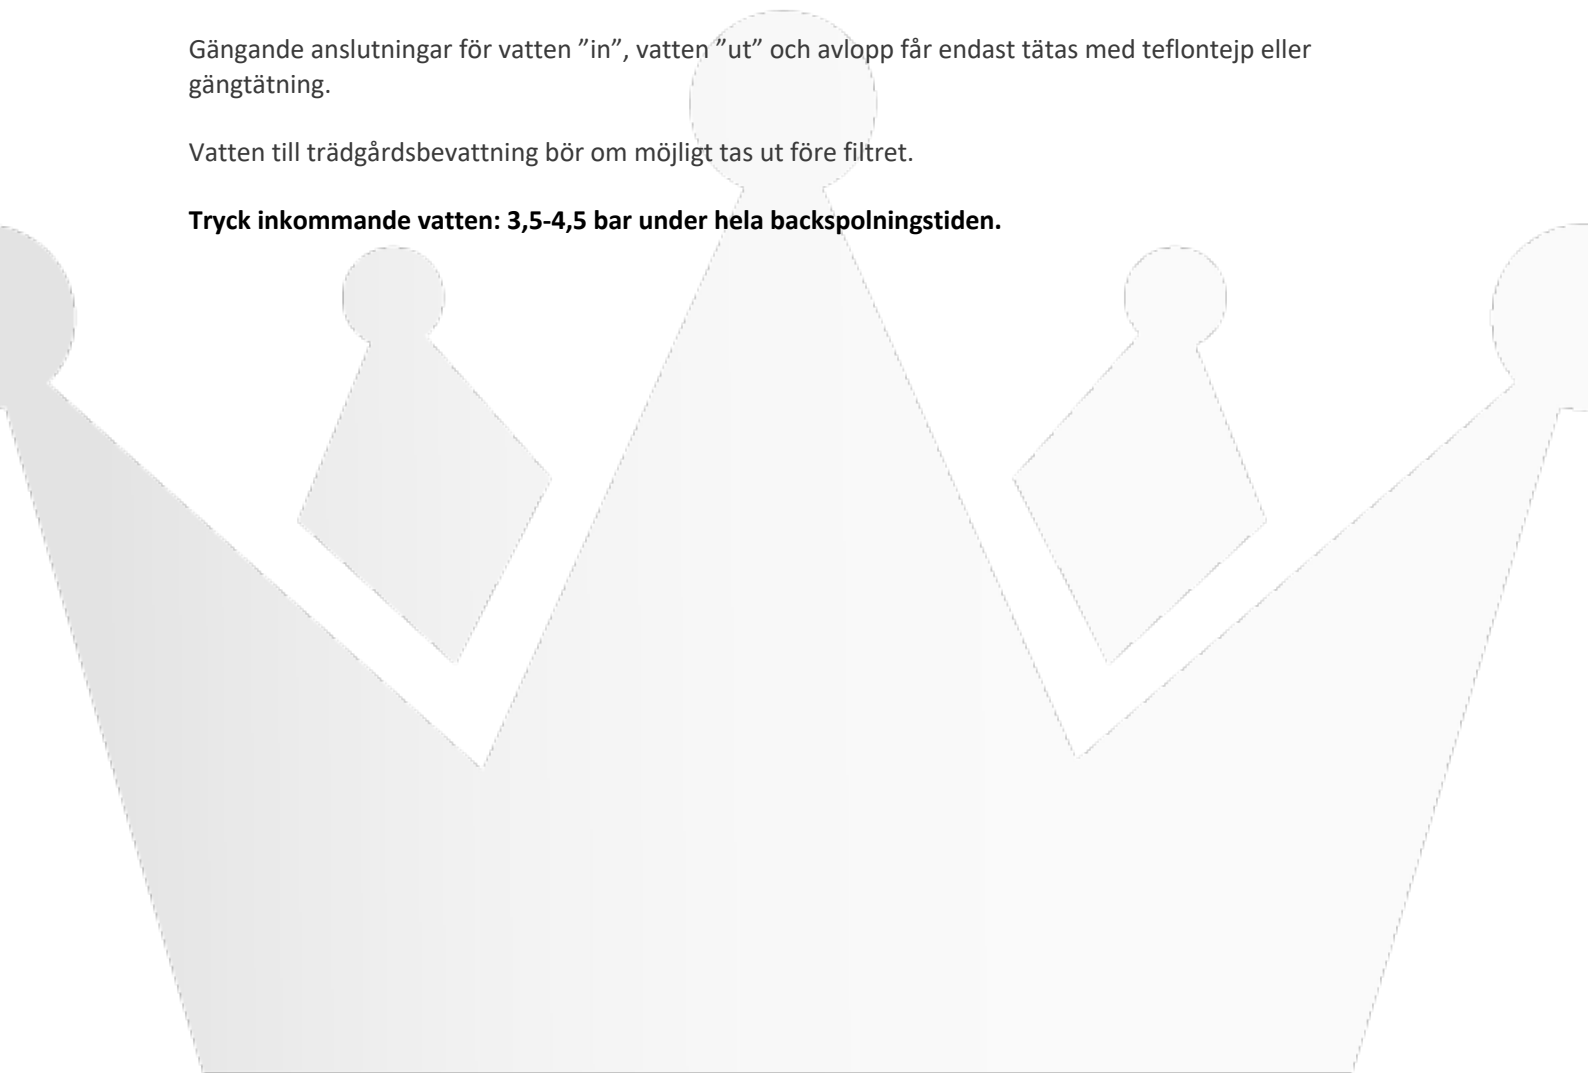 Gängande anslutningar för vatten ”in”, vatten ”ut” och avlopp får endast tätas med teflontejp eller
gängtätning.
Vatten till trädgårdsbevattning bör om möjligt tas ut före filtret.
Tryck inkommande vatten: 3,5-4,5 bar under hela backspolningstiden.